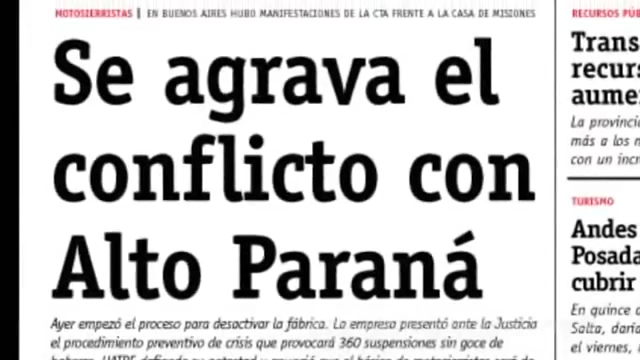 MOTOSIERRISTAS | EN BUENOS AIRES HUBO MANIFESTACIONES DE LA CTA FRENTE A LA CASA DE MISIONES
Se agrava el
conflicto con
Alto Paraná
Ayer empezó el proceso para desactivar la fábrica. La empresa presentó ante la Justicia
el procedimiento preventivo de crisis que provocará 360 suspensiones sin goce de
RECURSOS
Trans
recurs
aumen
La provincia
más a los
con un incre
TURISMO
Andes
Posada
cubrir
En quince
Salta, daría
el viernes,